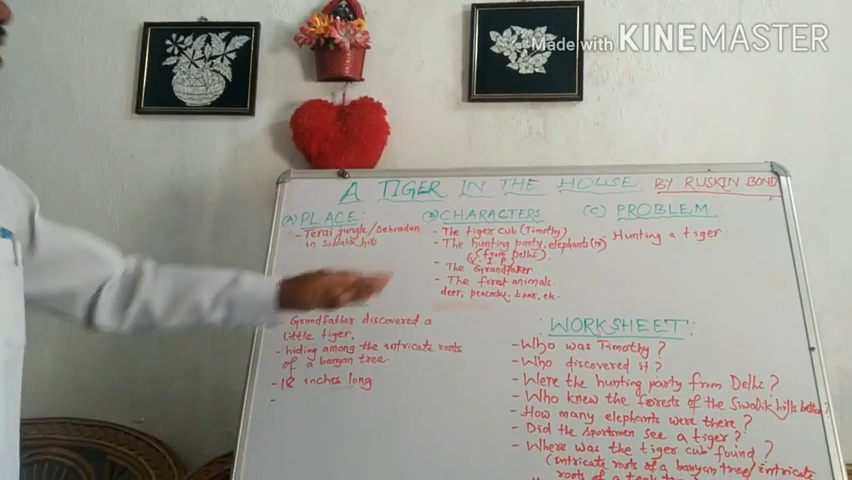 Made with KINEMASTER
A TIGER IN THE HOUSE BY RUSKIN BOND
(a) PLACE:
- Terai jungle/Dehradun
in Siwalik hills
(b) CHARACTERS
- The tiger cub (Timothy)
- The hunting party, elephants
(from Delhi)
(V.I.P)
- The Grandfather
- The forest animals.
deer, peacocks, boar, etc.
(c) PROBLEM
- Hunting a tiger.
- Grandfather discovered a
little tiger.
- hiding among the intricate roots
of a banyan tree.
- 18 inches long
-
: WORKSHEET:
- Who was Timothy?
- Who discovered it?
- Were the hunting party from Delhi?
- Who knew the forests of the Siwalik hills better?
- How many elephants were there?
- Did the sportsmen see a tiger?
- Where was the tiger cub found?
(intricate roots of a banyan tree/intricate
roots of a teak